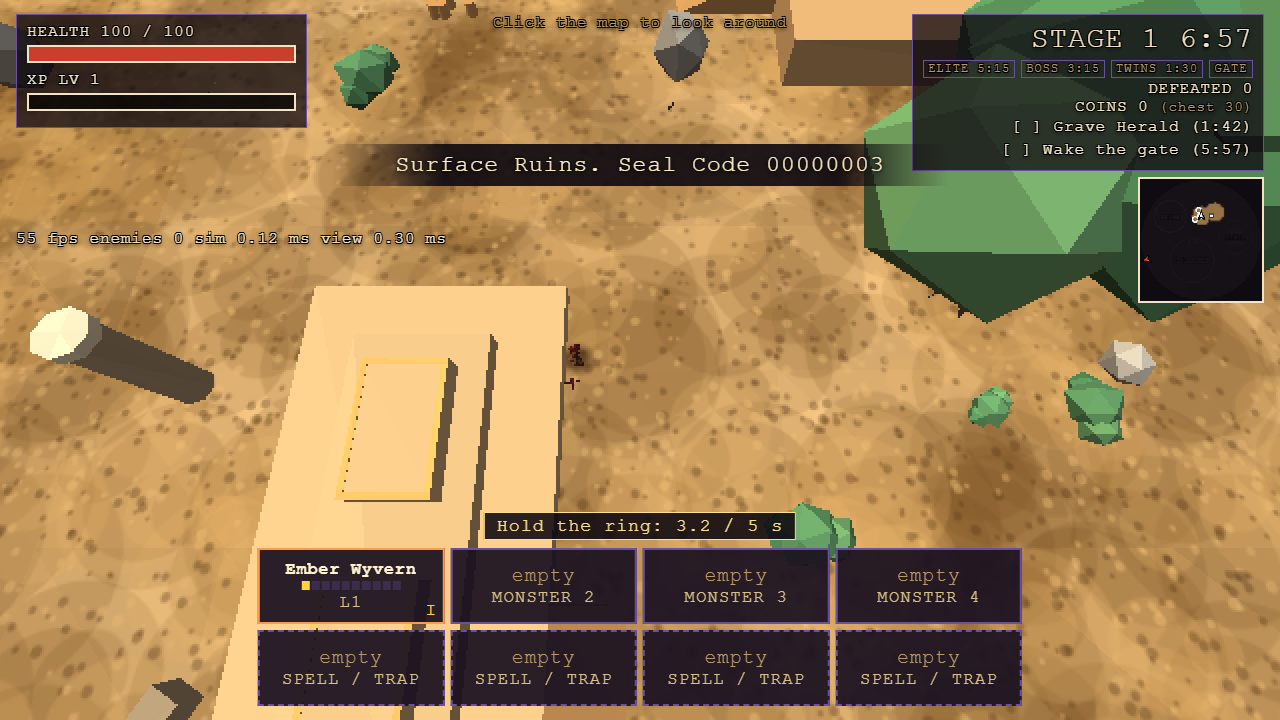 Click the map to look around
HEALTH 100 / 100
XP LV 1
STAGE 1 6:57
ELITE 5:15 BOSS 3:15 TWINS 1:30 GATE
DEFEATED 0
COINS 0 (chest 30)
[ ] Grave Herald (1:42)
[ ] Wake the gate (5:57)
Surface Ruins. Seal Code 00000003
55 fps enemies 0 sim 0.12 ms view 0.30 ms
Hold the ring: 3.2 / 5 s
Ember Wyvern
L1
I
empty
MONSTER 2
empty
MONSTER 3
empty
MONSTER 4
empty
SPELL / TRAP
empty
SPELL / TRAP
empty
SPELL / TRAP
empty
SPELL / TRAP